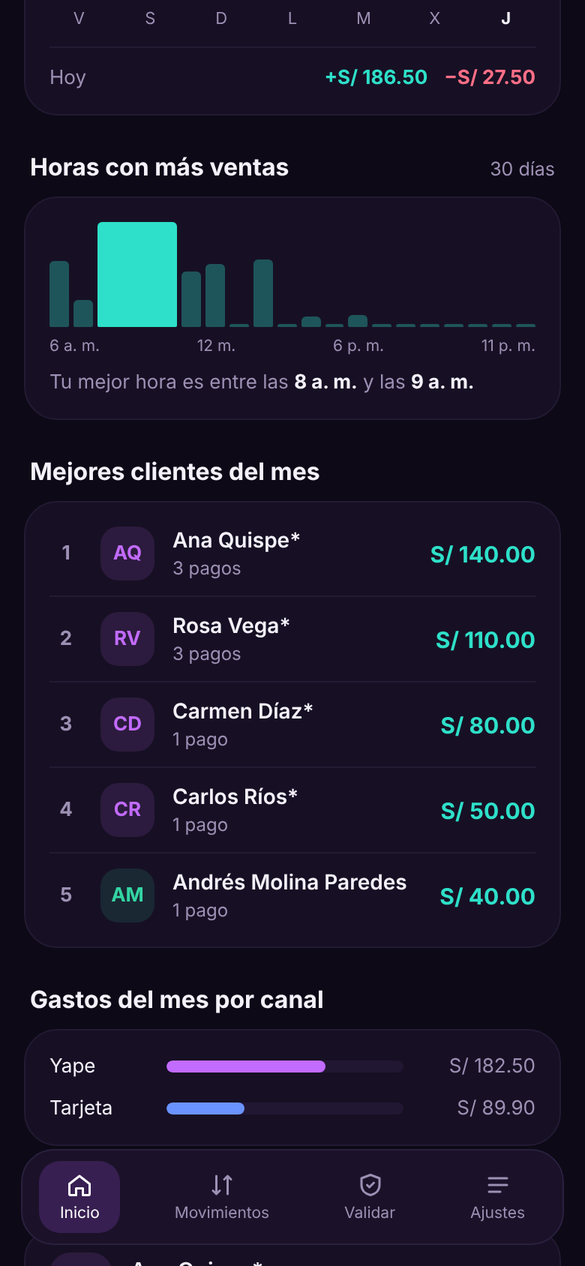 V S D L M X J
Hoy +S/ 186.50 −S/ 27.50
Horas con más ventas 30 días
6 a. m. 12 m. 6 p. m. 11 p. m.
Tu mejor hora es entre las 8 a. m. y las 9 a. m.
Mejores clientes del mes
1 AQ Ana Quispe* S/ 140.00
3 pagos
2 RV Rosa Vega* S/ 110.00
3 pagos
3 CD Carmen Díaz* S/ 80.00
1 pago
4 CR Carlos Ríos* S/ 50.00
1 pago
5 AM Andrés Molina Paredes S/ 40.00
1 pago
Gastos del mes por canal
Yape S/ 182.50
Tarjeta S/ 89.90
Inicio Movimientos Validar Ajustes